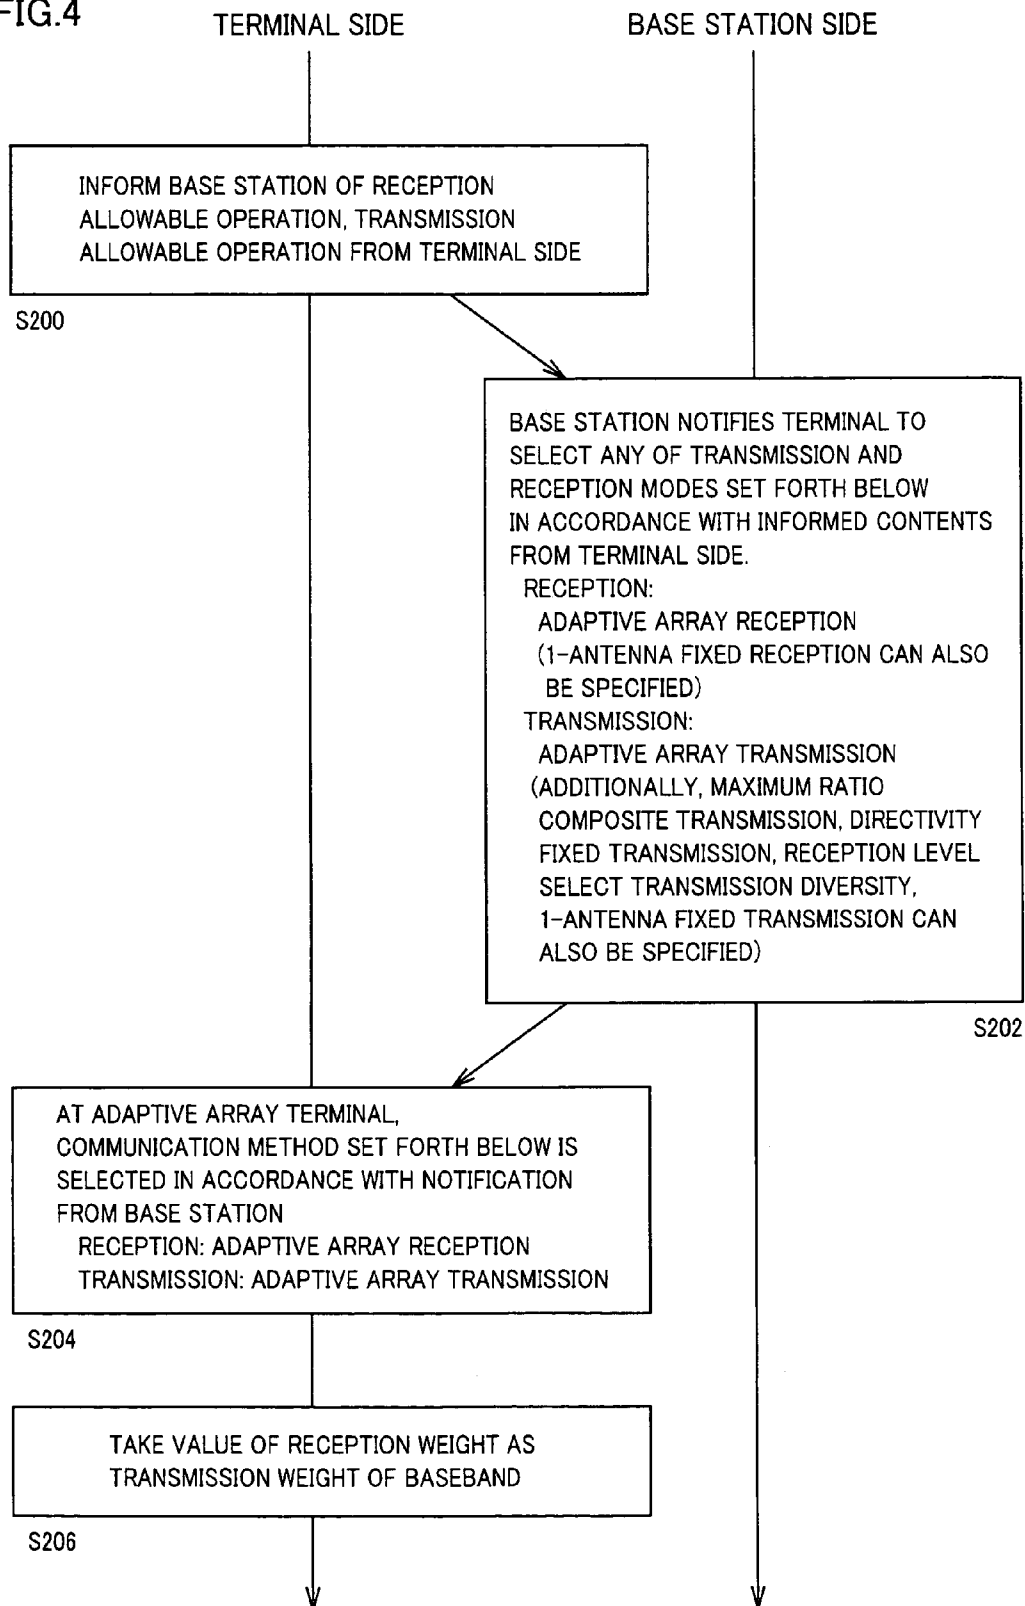 FIG.4
TERMINAL SIDE
BASE STATION SIDE
INFORM BASE STATION OF RECEPTION
ALLOWABLE OPERATION, TRANSMISSION
ALLOWABLE OPERATION FROM TERMINAL SIDE
S200
BASE STATION NOTIFIES TERMINAL TO
SELECT ANY OF TRANSMISSION AND
RECEPTION MODES SET FORTH BELOW
IN ACCORDANCE WITH INFORMED CONTENTS
FROM TERMINAL SIDE.
RECEPTION:
ADAPTIVE ARRAY RECEPTION
(1-ANTENNA FIXED RECEPTION CAN ALSO
BE SPECIFIED)
TRANSMISSION:
ADAPTIVE ARRAY TRANSMISSION
(ADDITIONALLY, MAXIMUM RATIO
COMPOSITE TRANSMISSION, DIRECTIVITY
FIXED TRANSMISSION, RECEPTION LEVEL
SELECT TRANSMISSION DIVERSITY,
1-ANTENNA FIXED TRANSMISSION CAN
ALSO BE SPECIFIED)
S202
AT ADAPTIVE ARRAY TERMINAL,
COMMUNICATION METHOD SET FORTH BELOW IS
SELECTED IN ACCORDANCE WITH NOTIFICATION
FROM BASE STATION
RECEPTION: ADAPTIVE ARRAY RECEPTION
TRANSMISSION: ADAPTIVE ARRAY TRANSMISSION
S204
TAKE VALUE OF RECEPTION WEIGHT AS
TRANSMISSION WEIGHT OF BASEBAND
S206